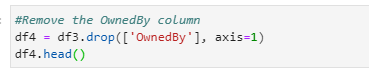 #Remove the OwnedBy column
df4 = df3.drop(['OwnedBy'], axis=1)
df4.head()